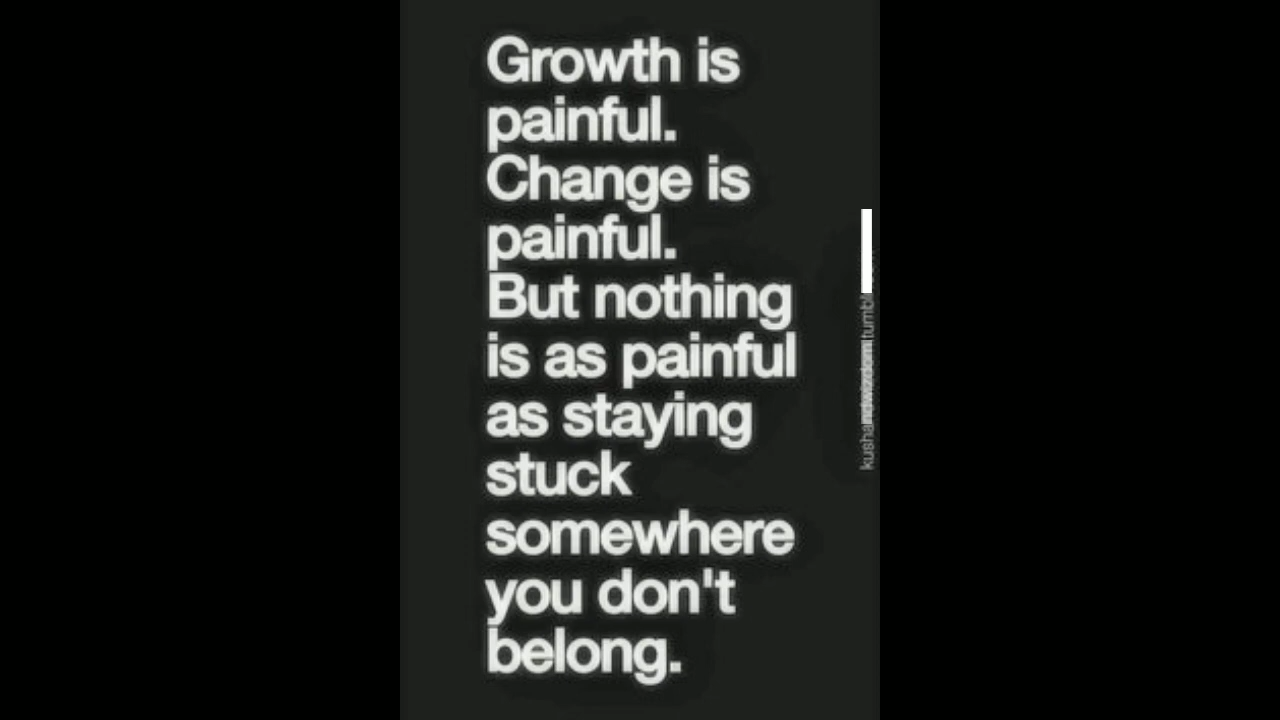 Growth is
painful.
Change is
painful.
But nothing
is as painful
as staying
stuck
somewhere
you don't
belong.